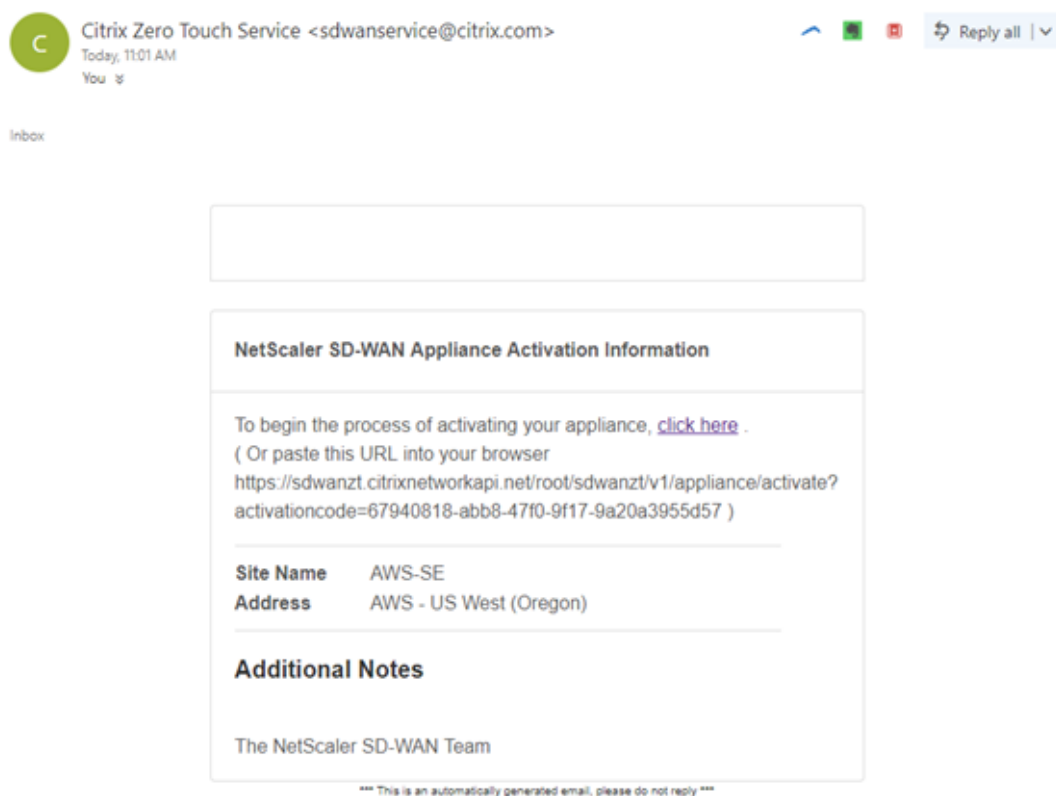 C
Citrix Zero Touch Service <sdwanservice@citrix.com>
Reply all
Today, 11:01 AM
You
Inbox
NetScaler SD-WAN Appliance Activation Information
To begin the process of activating your appliance, click here .
( Or paste this URL into your browser
https://sdwanzt.citrixnetworkapi.net/root/sdwanzt/v1/appliance/activate?
activationcode=67940818-abb8-47f0-9f17-9a20a3955d57 )
Site Name AWS-SE
Address AWS - US West (Oregon)
Additional Notes
The NetScaler SD-WAN Team
*** This is an automatically generated email, please do not reply ***